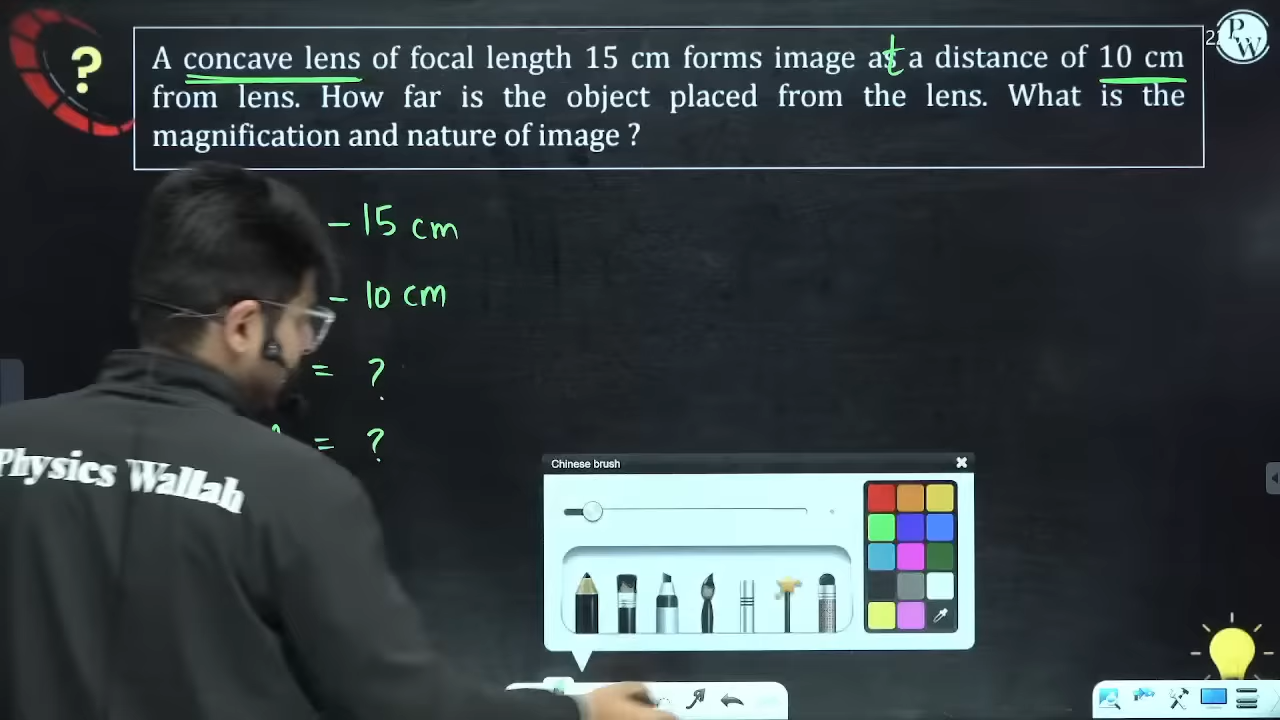 A concave lens of focal length 15 cm forms image at a distance of 10 cm
from lens. How far is the object placed from the lens. What is the
magnification and nature of image ?
- 15 cm
- 10 cm
= ?
= ?
Physics Wallah
Chinese brush
?
PW